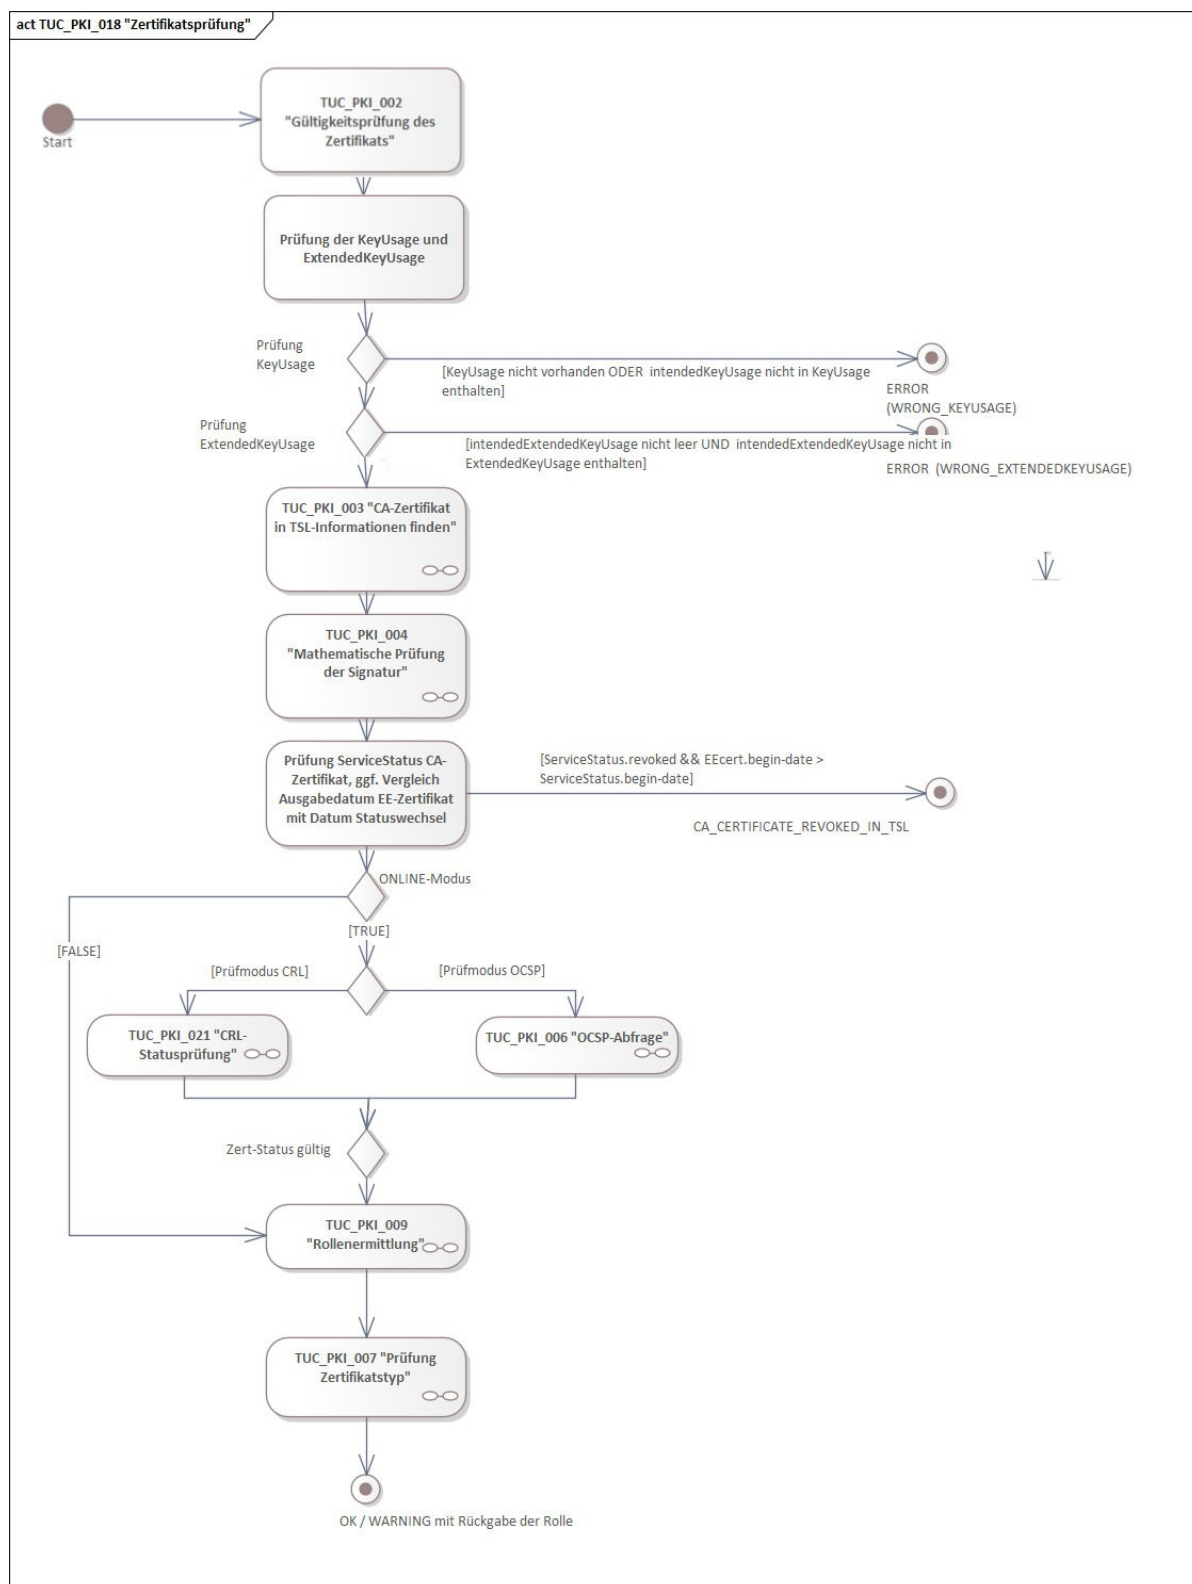 act TUC_PKI_018 "Zertifikatsprüfung"
Start
TUC_PKI_002
"Gültigkeitsprüfung des
Zertifikats"
Prüfung der KeyUsage und
ExtendedKeyUsage
Prüfung
KeyUsage
[KeyUsage nicht vorhanden ODER intendedKeyUsage nicht in KeyUsage
enthalten]
ERROR
(WRONG_KEYUSAGE)
Prüfung
ExtendedKeyUsage
[intendedExtendedKeyUsage nicht leer UND intendedExtendedKeyUsage nicht in
ExtendedKeyUsage enthalten]
ERROR (WRONG_EXTENDEDKEYUSAGE)
TUC_PKI_003 "CA-Zertifikat
in TSL-Informationen finden"
TUC_PKI_004
"Mathematische Prüfung
der Signatur"
Prüfung ServiceStatus CA-
Zertifikat, ggf. Vergleich
Ausgabedatum EE-Zertifikat
mit Datum Statuswechsel
[ServiceStatus.revoked && EEcert.begin-date >
ServiceStatus.begin-date]
CA_CERTIFICATE_REVOKED_IN_TSL
ONLINE-Modus
[TRUE]
[FALSE]
[Prüfmodus CRL]
[Prüfmodus OCSP]
TUC_PKI_021 "CRL-
Statusprüfung"
TUC_PKI_006 "OCSP-Abfrage"
Zert-Status gültig
TUC_PKI_009
"Rollenermittlung"
TUC_PKI_007 "Prüfung
Zertifikatstyp"
OK / WARNING mit Rückgabe der Rolle